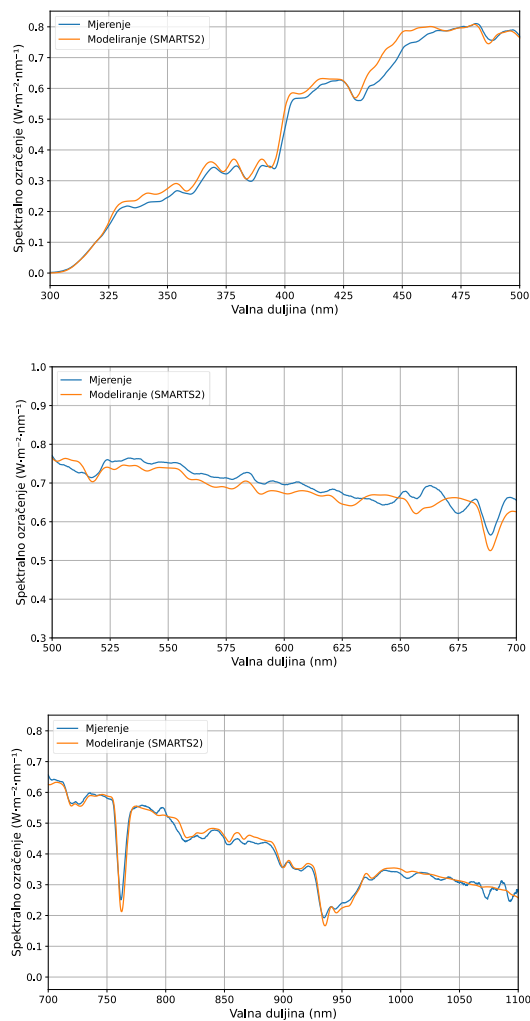 Spektralno ozračenje (W·m⁻²·nm⁻¹)
0.8
0.7
0.6
0.5
0.4
0.3
0.2
0.1
0.0
Mjerenje
Modeliranje (SMARTS2)
300 325 350 375 400 425 450 475 500
Valna duljina (nm)
Spektralno ozračenje (W·m⁻²·nm⁻¹)
1.0
0.9
0.8
0.7
0.6
0.5
0.4
0.3
Mjerenje
Modeliranje (SMARTS2)
500 525 550 575 600 625 650 675 700
Valna duljina (nm)
Spektralno ozračenje (W·m⁻²·nm⁻¹)
0.8
0.7
0.6
0.5
0.4
0.3
0.2
0.1
0.0
Mjerenje
Modeliranje (SMARTS2)
700 750 800 850 900 950 1000 1050 1100
Valna duljina (nm)